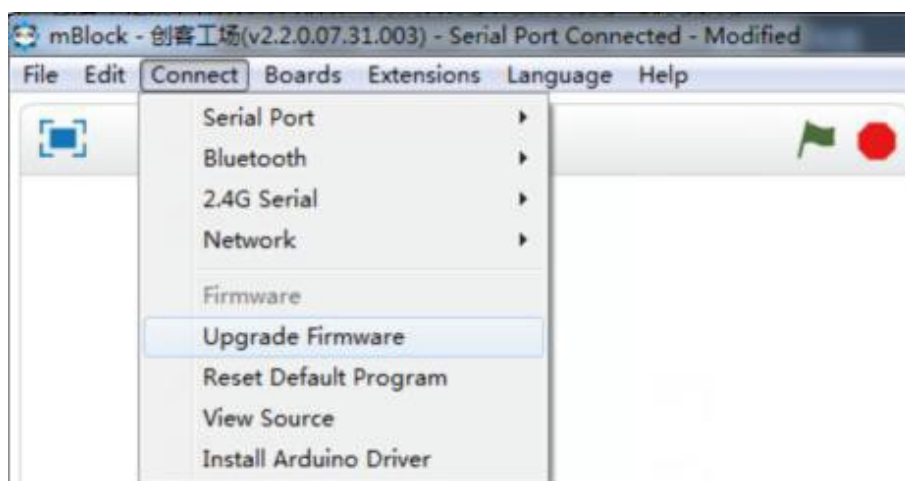 mBlock - 创客工场(v2.2.0.07.31.003) - Serial Port Connected - Modified
File Edit Connect Boards Extensions Language Help
Serial Port
Bluetooth
2.4G Serial
Network
Firmware
Upgrade Firmware
Reset Default Program
View Source
Install Arduino Driver